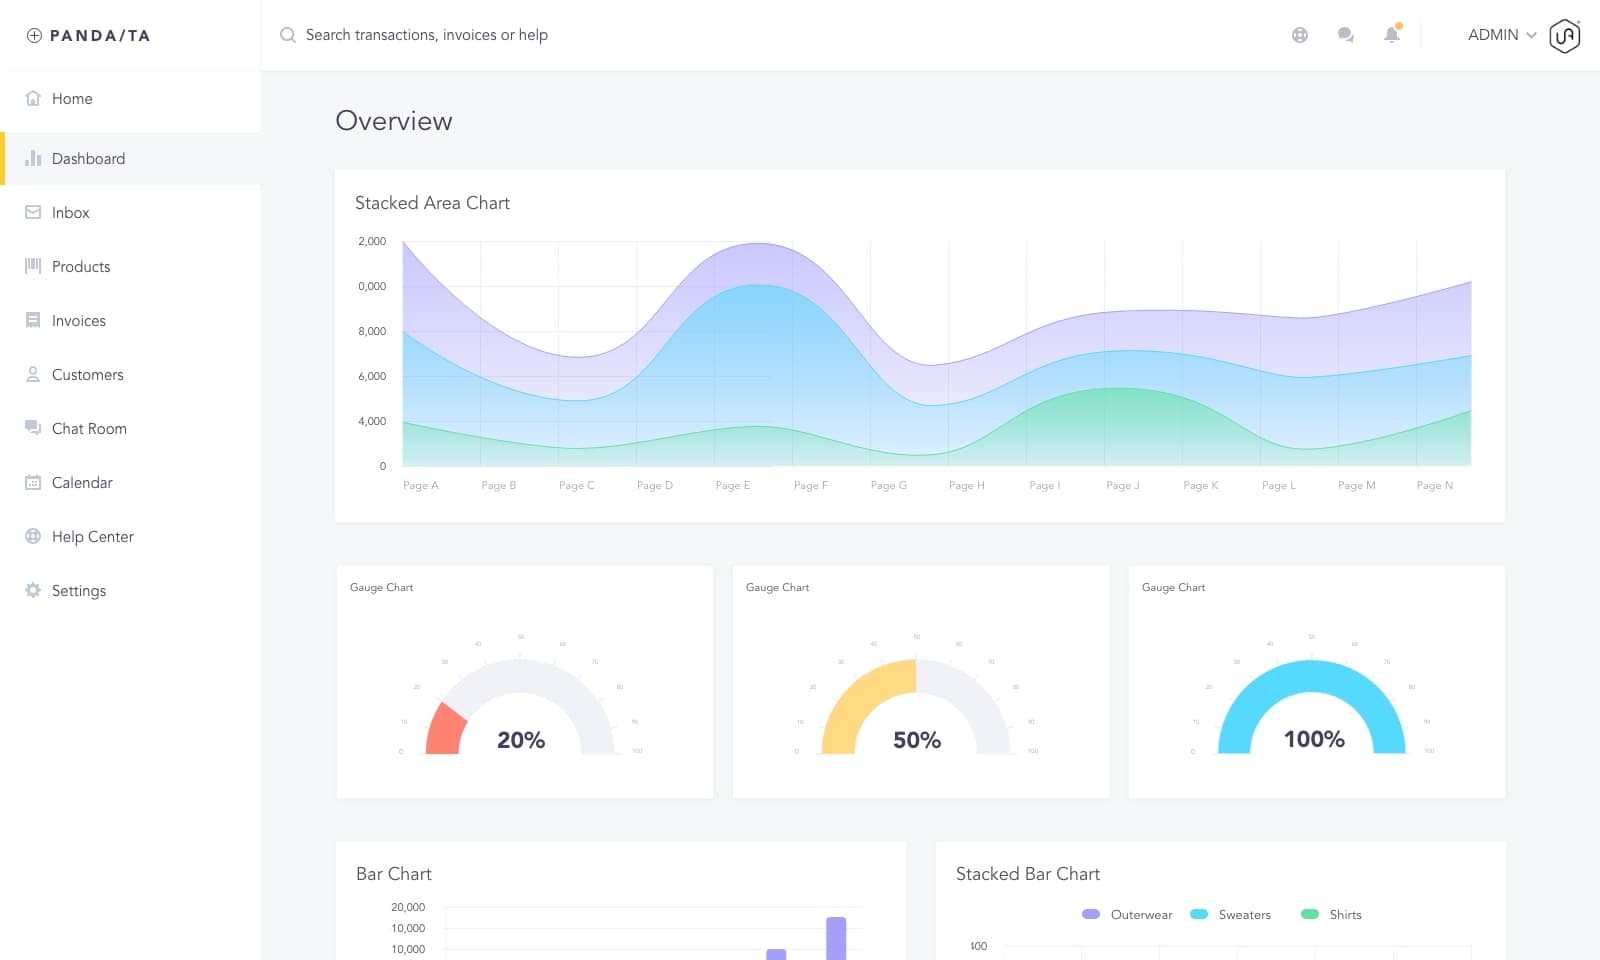 PANDA/TA
Search transactions, invoices or help
ADMIN
Home
Dashboard
Inbox
Products
Invoices
Customers
Chat Room
Calendar
Help Center
Settings
Overview
Stacked Area Chart
2,000
0,000
8,000
6,000
4,000
0
Page A Page B Page C Page D Page E Page F Page G Page H Page I Page J Page K Page L Page M Page N
Gauge Chart
50
40 60
30 70
20 80
10 90
0 100
20%
Gauge Chart
50
40 60
30 70
20 80
10 90
0 100
50%
Gauge Chart
50
40 60
30 70
20 80
10 90
0 100
100%
Bar Chart
20,000
10,000
10,000
Stacked Bar Chart
Outerwear Sweaters Shirts
400